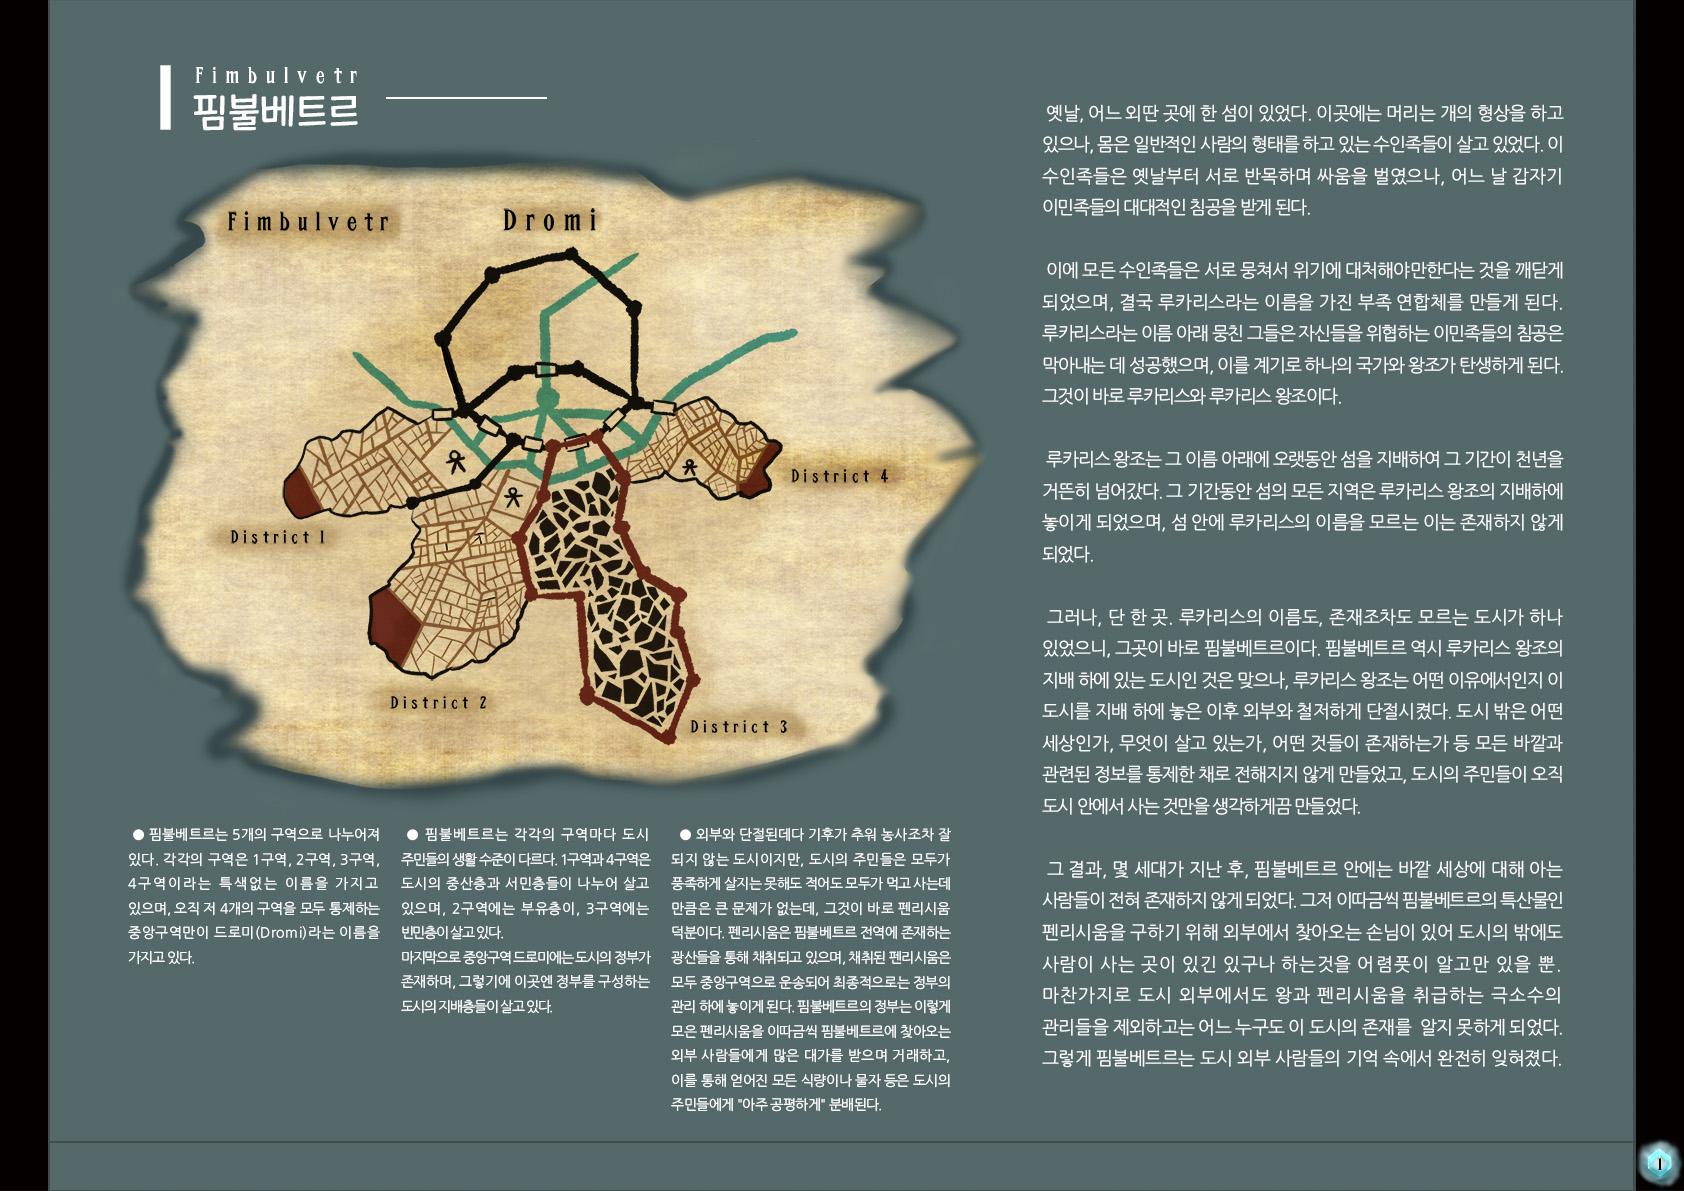 Fimbulvetr
핌불베트르
Fimbulvetr
Dromi
District 1
District 2
District 3
District 4
● 핌불베트르는 5개의 구역으로 나누어져
있다. 각각의 구역은 1구역, 2구역, 3구역,
4구역이라는 특색없는 이름을 가지고
있으며, 오직 저 4개의 구역을 모두 통제하는
중앙구역만이 드로미(Dromi)라는 이름을
가지고 있다.
● 핌불베트르는 각각의 구역마다 도시
주민들의 생활 수준이 다르다. 1구역과 4구역은
도시의 중산층과 서민층들이 나누어 살고
있으며, 2구역에는 부유층이, 3구역에는
빈민층이 살고 있다.
마지막으로 중앙구역 드로미에는 도시의 정부가
존재하며, 그렇기에 이곳엔 정부를 구성하는
도시의 지배층들이 살고 있다.
● 외부와 단절된데다 기후가 추워 농사조차 잘
되지 않는 도시이지만, 도시의 주민들은 모두가
풍족하게 살지는 못해도 적어도 모두가 먹고 사는데
만큼은 큰 문제가 없는데, 그것이 바로 펜리시움
덕분이다. 펜리시움은 핌불베트르 전역에 존재하는
광산들을 통해 채취되고 있으며, 채취된 펜리시움은
모두 중앙구역으로 운송되어 최종적으로는 정부의
관리 하에 놓이게 된다. 핌불베트르의 정부는 이렇게
모은 펜리시움을 이따금씩 핌불베트르에 찾아오는
외부 사람들에게 많은 대가를 받으며 거래하고,
이를 통해 얻어진 모든 식량이나 물자 등은 도시의
주민들에게 "아주 공평하게" 분배된다.
옛날, 어느 외딴 곳에 한 섬이 있었다. 이곳에는 머리는 개의 형상을 하고
있으나, 몸은 일반적인 사람의 형태를 하고 있는 수인족들이 살고 있었다. 이
수인족들은 옛날부터 서로 반목하며 싸움을 벌였으나, 어느 날 갑자기
이민족들의 대대적인 침공을 받게 된다.
이에 모든 수인족들은 서로 뭉쳐서 위기에 대처해야만한다는 것을 깨닫게
되었으며, 결국 루카리스라는 이름을 가진 부족 연합체를 만들게 된다.
루카리스라는 이름 아래 뭉친 그들은 자신들을 위협하는 이민족들의 침공은
막아내는 데 성공했으며, 이를 계기로 하나의 국가와 왕조가 탄생하게 된다.
그것이 바로 루카리스와 루카리스 왕조이다.
루카리스 왕조는 그 이름 아래에 오랫동안 섬을 지배하여 그 기간이 천년을
거뜬히 넘어갔다. 그 기간동안 섬의 모든 지역은 루카리스 왕조의 지배하에
놓이게 되었으며, 섬 안에 루카리스의 이름을 모르는 이는 존재하지 않게
되었다.
그러나, 단 한 곳. 루카리스의 이름도, 존재조차도 모르는 도시가 하나
있었으니, 그곳이 바로 핌불베트르이다. 핌불베트르 역시 루카리스 왕조의
지배 하에 있는 도시인 것은 맞으나, 루카리스 왕조는 어떤 이유에서인지 이
도시를 지배 하에 놓은 이후 외부와 철저하게 단절시켰다. 도시 밖은 어떤
세상인가, 무엇이 살고 있는가, 어떤 것들이 존재하는가 등 모든 바깥과
관련된 정보를 통제한 채로 전해지지 않게 만들었고, 도시의 주민들이 오직
도시 안에서 사는 것만을 생각하게끔 만들었다.
그 결과, 몇 세대가 지난 후, 핌불베트르 안에는 바깥 세상에 대해 아는
사람들이 전혀 존재하지 않게 되었다. 그저 이따금씩 핌불베트르의 특산물인
펜리시움을 구하기 위해 외부에서 찾아오는 손님이 있어 도시의 밖에도
사람이 사는 곳이 있긴 있구나 하는것을 어렴풋이 알고만 있을 뿐.
마찬가지로 도시 외부에서도 왕과 펜리시움을 취급하는 극소수의
관리들을 제외하고는 어느 누구도 이 도시의 존재를 알지 못하게 되었다.
그렇게 핌불베트르는 도시 외부 사람들의 기억 속에서 완전히 잊혀졌다.
1